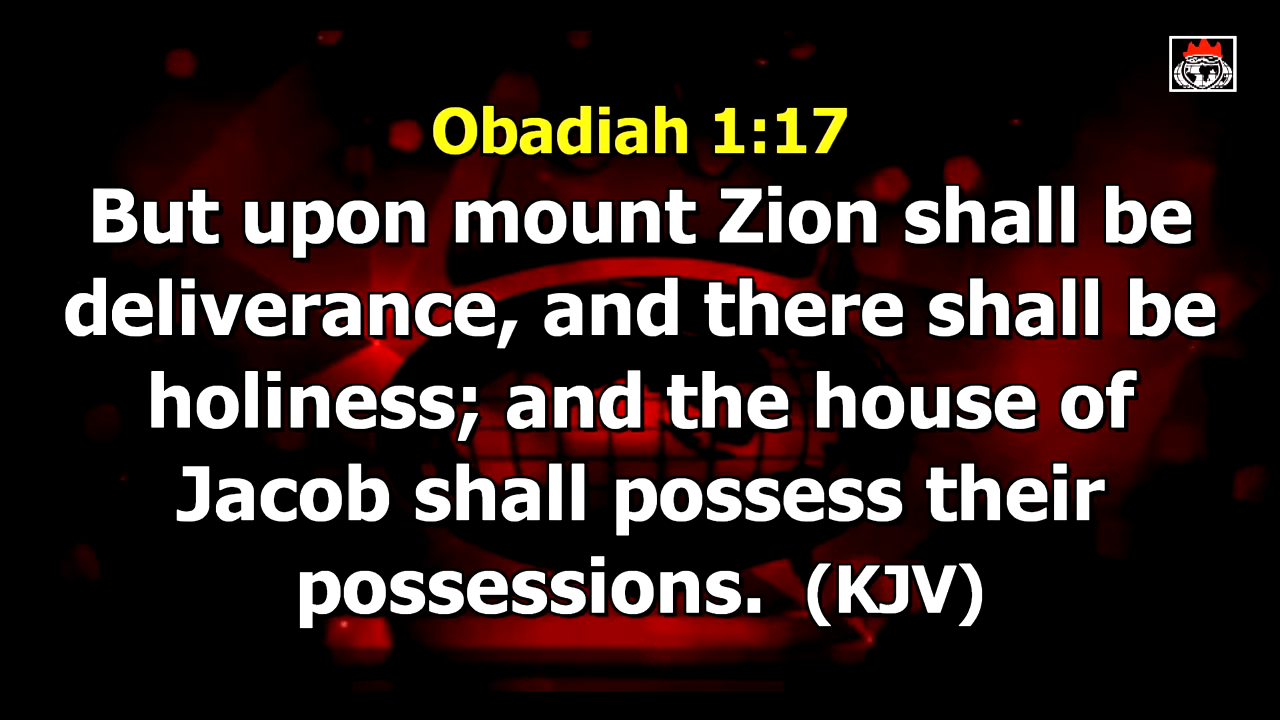 Obadiah 1:17
But upon mount Zion shall be
deliverance, and there shall be
holiness; and the house of
Jacob shall possess their
possessions. (KJV)